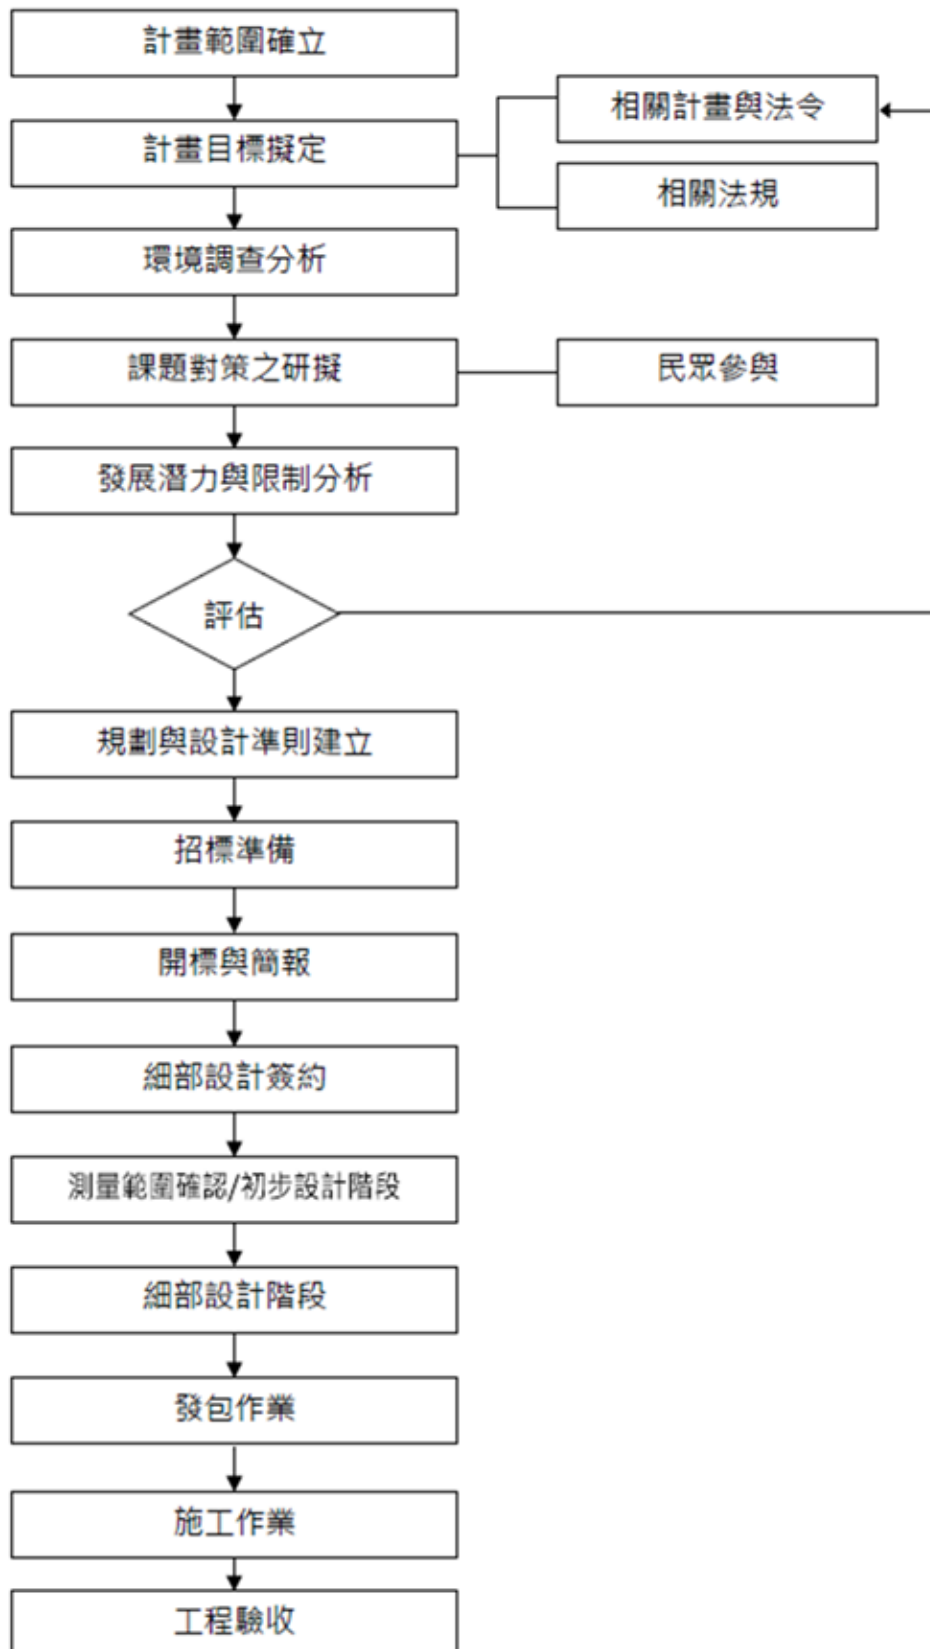 計畫範圍確立
計畫目標擬定
相關計畫與法令
相關法規
環境調查分析
課題對策之研擬
民眾參與
發展潛力與限制分析
評估
規劃與設計準則建立
招標準備
開標與簡報
細部設計簽約
測量範圍確認/初步設計階段
細部設計階段
發包作業
施工作業
工程驗收